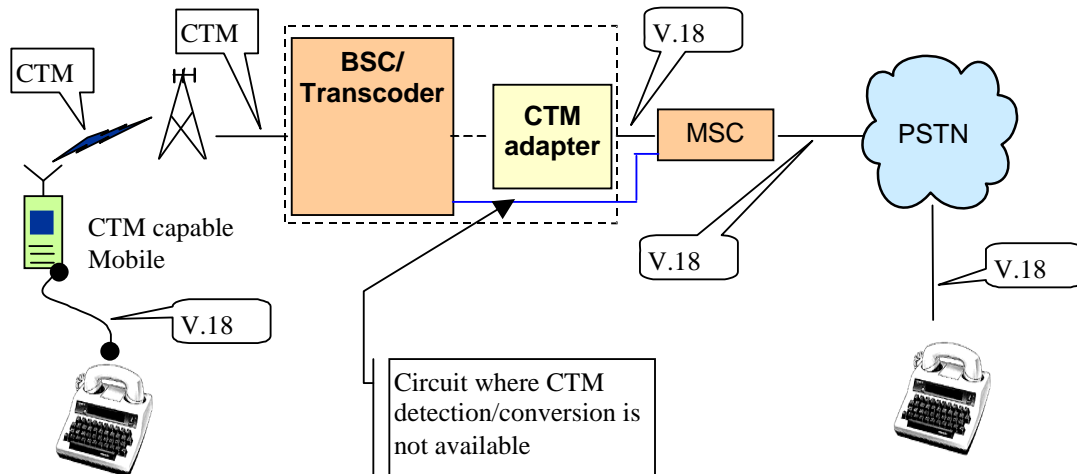 CTM
CTM
V.18
BSC/
Transcoder
CTM
adapter
MSC
PSTN
CTM capable
Mobile
V.18
V.18
V.18
Circuit where CTM
detection/conversion is
not available